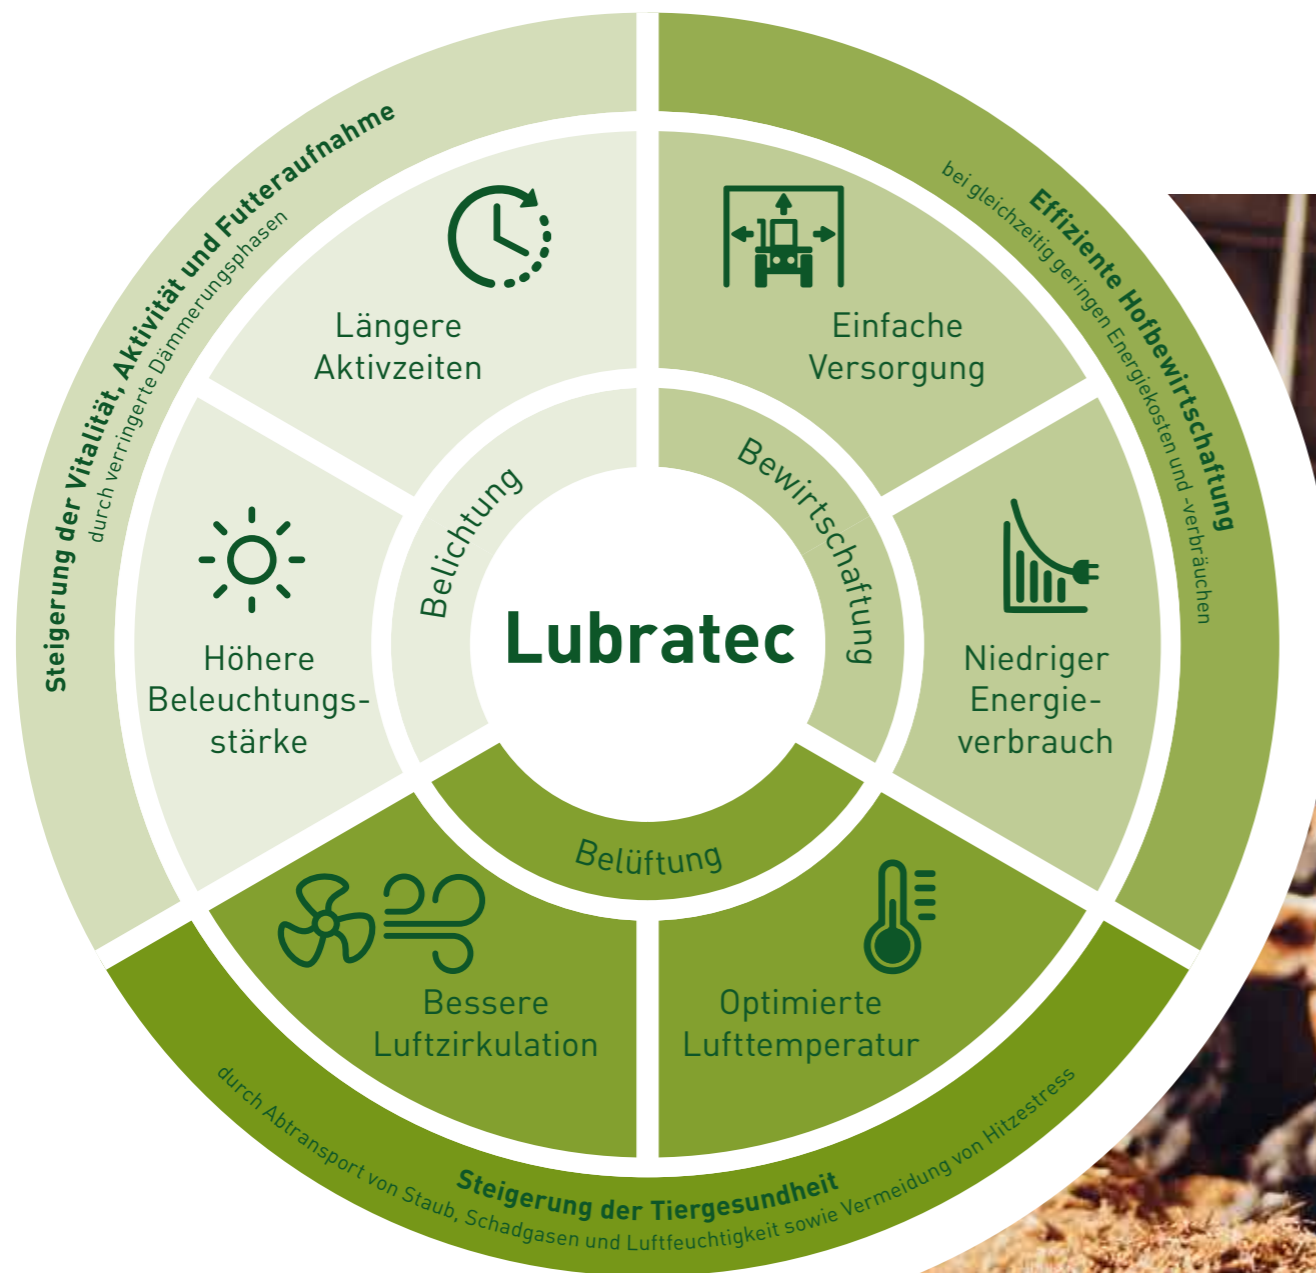 Steigerung der Vitalität, Aktivität und Futteraufnahme
durch verringerte Dämmerungsphasen
Effiziente Hofbewirtschaftung
bei gleichzeitig geringen Energiekosten und -verbräuchen
Längere
Aktivzeiten
Einfache
Versorgung
Belichtung
Bewirtschaftung
Lubratec
Höhere
Beleuchtungs-
stärke
Niedriger
Energie-
verbrauch
Belüftung
Bessere
Luftzirkulation
Optimierte
Lufttemperatur
Steigerung der Tiergesundheit
durch Abtransport von Staub, Schadgasen und Luftfeuchtigkeit sowie Vermeidung von Hitzestress